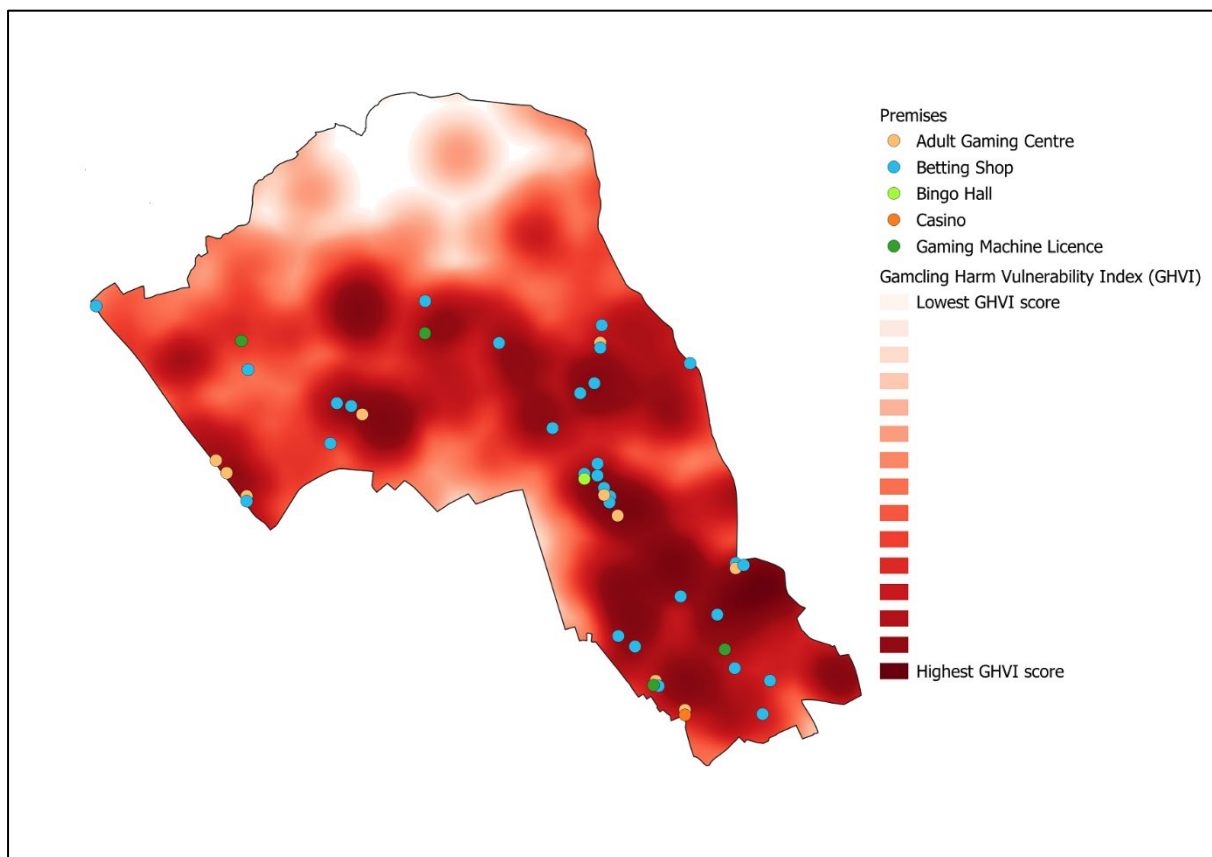 Premises
Adult Gaming Centre
Betting Shop
Bingo Hall
Casino
Gaming Machine Licence
Gamcling Harm Vulnerability Index (GHVI)
Lowest GHVI score
Highest GHVI score